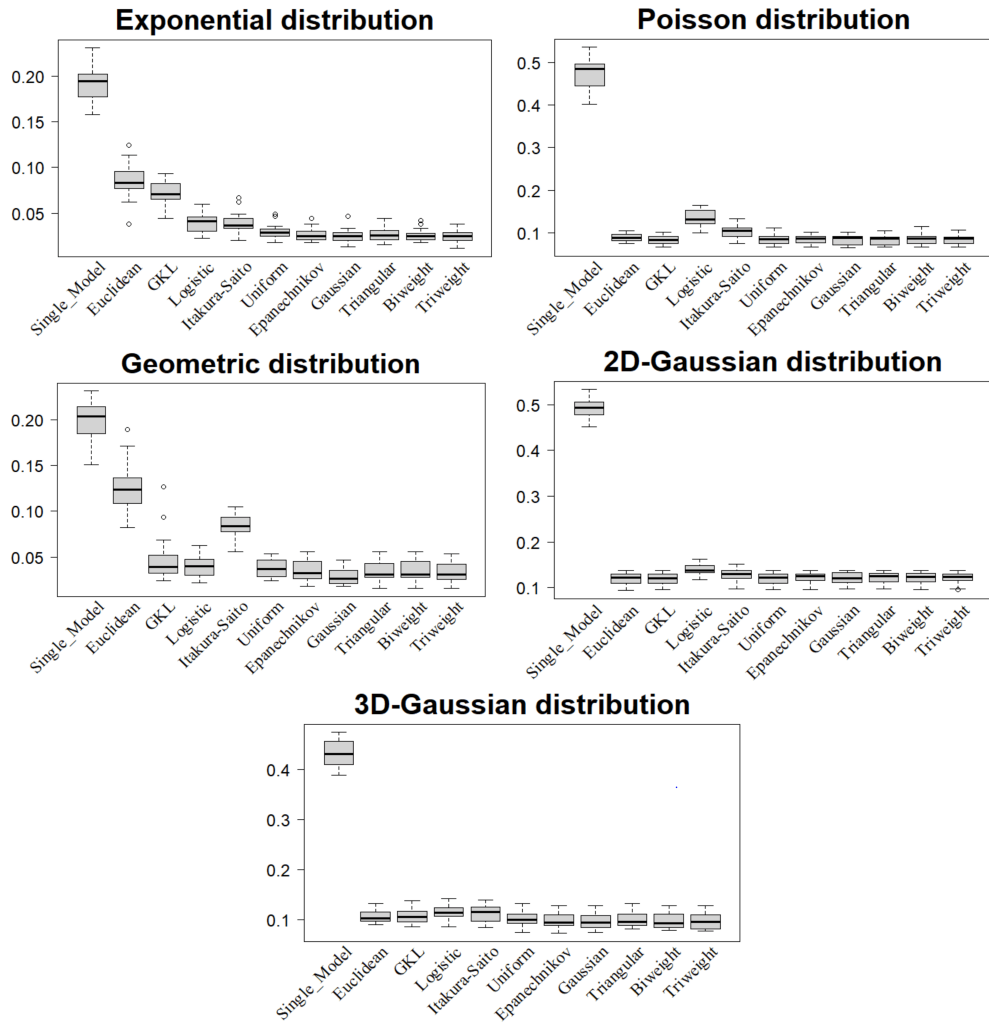 Exponential distribution
0.20
0.15
0.10
0.05
Single_Model
Euclidean
GKL
Logistic
Itakura-Saito
Uniform
Epanechnikov
Gaussian
Triangular
Biweight
Triweight
Poisson distribution
0.5
0.4
0.3
0.2
0.1
Single_Model
Euclidean
GKL
Logistic
Itakura-Saito
Uniform
Epanechnikov
Gaussian
Triangular
Biweight
Triweight
Geometric distribution
0.20
0.15
0.10
0.05
Single_Model
Euclidean
GKL
Logistic
Itakura-Saito
Uniform
Epanechnikov
Gaussian
Triangular
Biweight
Triweight
2D-Gaussian distribution
0.5
0.4
0.3
0.2
0.1
Single_Model
Euclidean
GKL
Logistic
Itakura-Saito
Uniform
Epanechnikov
Gaussian
Triangular
Biweight
Triweight
3D-Gaussian distribution
0.4
0.3
0.2
0.1
Single_Model
Euclidean
GKL
Logistic
Itakura-Saito
Uniform
Epanechnikov
Gaussian
Triangular
Biweight
Triweight